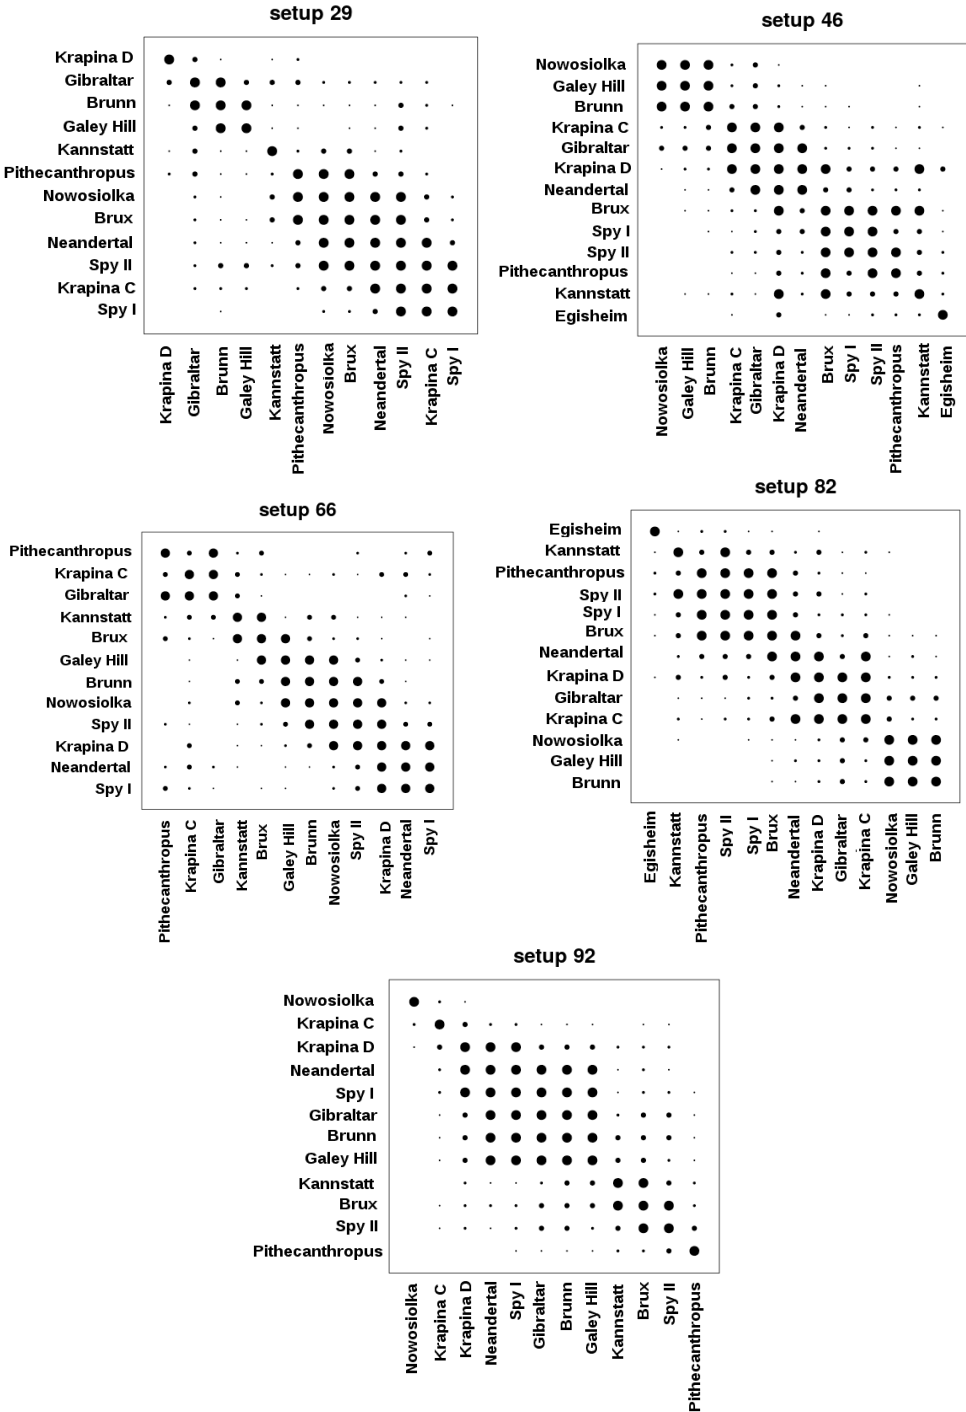 setup 29
Krapina D
Gibraltar
Brunn
Galey Hill
Kannstatt
Pithecanthropus
Nowosiolka
Brux
Neandertal
Spy II
Krapina C
Spy I
Krapina D
Gibraltar
Brunn
Galey Hill
Kannstatt
Pithecanthropus
Nowosiolka
Brux
Neandertal
Spy II
Krapina C
Spy I
setup 46
Nowosiolka
Galey Hill
Brunn
Krapina C
Gibraltar
Krapina D
Neandertal
Brux
Spy I
Spy II
Pithecanthropus
Kannstatt
Egisheim
Nowosiolka
Galey Hill
Brunn
Krapina C
Gibraltar
Krapina D
Neandertal
Brux
Spy I
Spy II
Pithecanthropus
Kannstatt
Egisheim
setup 66
Pithecanthropus
Krapina C
Gibraltar
Kannstatt
Brux
Galey Hill
Brunn
Nowosiolka
Spy II
Krapina D
Neandertal
Spy I
Pithecanthropus
Krapina C
Gibraltar
Kannstatt
Brux
Galey Hill
Brunn
Nowosiolka
Spy II
Krapina D
Neandertal
Spy I
setup 82
Egisheim
Kannstatt
Pithecanthropus
Spy II
Spy I
Brux
Neandertal
Krapina D
Gibraltar
Krapina C
Nowosiolka
Galey Hill
Brunn
Egisheim
Kannstatt
Pithecanthropus
Spy II
Spy I
Brux
Neandertal
Krapina D
Gibraltar
Krapina C
Nowosiolka
Galey Hill
Brunn
setup 92
Nowosiolka
Krapina C
Krapina D
Neandertal
Spy I
Gibraltar
Brunn
Galey Hill
Kannstatt
Brux
Spy II
Pithecanthropus
Nowosiolka
Krapina C
Krapina D
Neandertal
Spy I
Gibraltar
Brunn
Galey Hill
Kannstatt
Brux
Spy II
Pithecanthropus